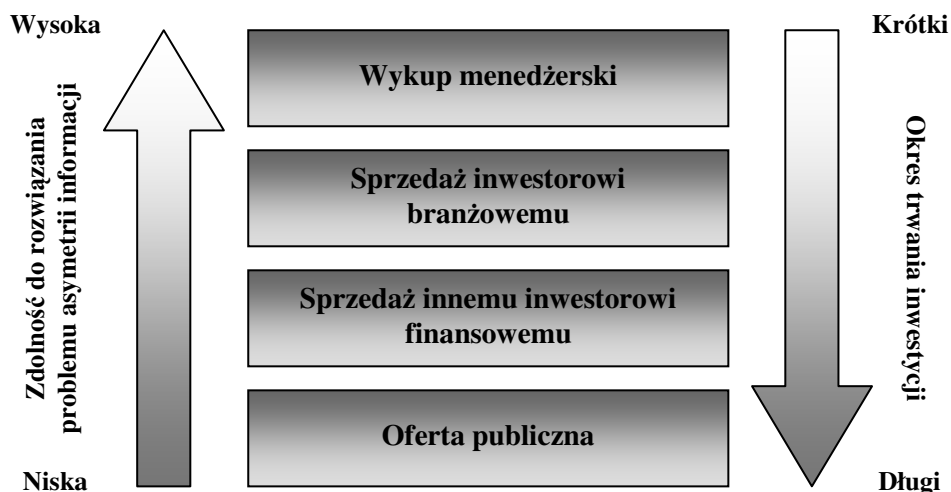 Wysoka
Krótki
Wykup menedżerski
Sprzedaż inwestorowi
branżowemu
Sprzedaż innemu inwestorowi
finansowemu
Oferta publiczna
Zdolność do rozwiązania
problemu asymetrii informacji
Okres trwania inwestycji
Niska
Długi